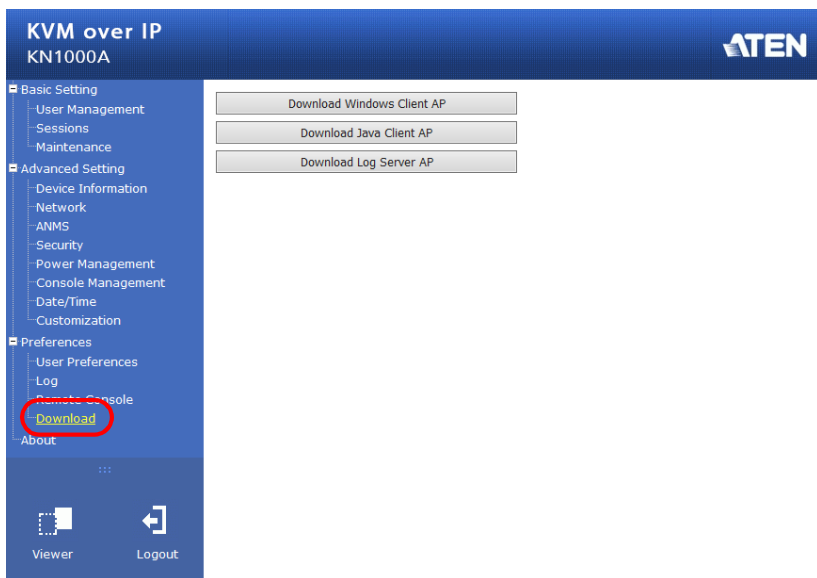 KVM over IP
KN1000A
ATEN
Basic Setting
User Management
Sessions
Maintenance
Advanced Setting
Device Information
Network
ANMS
Security
Power Management
Console Management
Date/Time
Customization
Preferences
User Preferences
Log
Remote Console
Download
About
Viewer
Logout
Download Windows Client AP
Download Java Client AP
Download Log Server AP